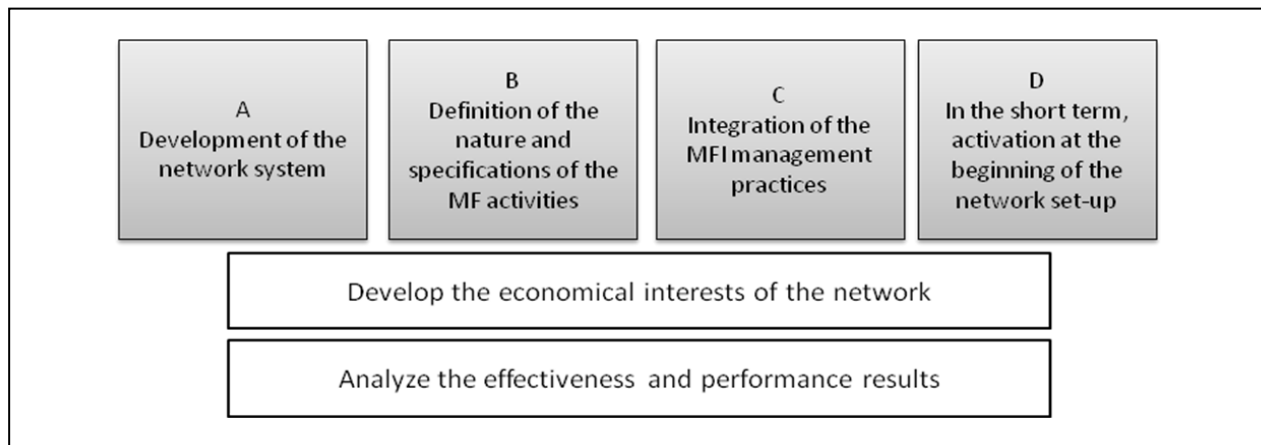 A
Development of the
network system
B
Definition of the
nature and
specifications of the
MF activities
C
Integration of the
MFI management
practices
D
In the short term,
activation at the
beginning of the
network set-up
Develop the economical interests of the network
Analyze the effectiveness and performance results